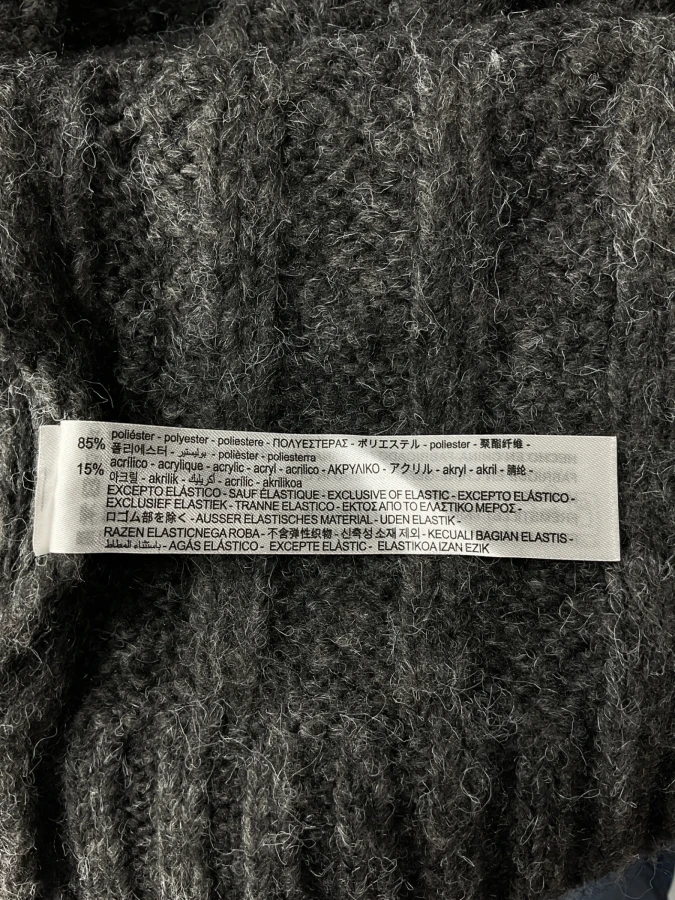 85% poliéster - polyester - poliestere - ΠΟΛΥΕΣΤΕΡΑΣ - ポリエステル - poliester - 聚酯纤维 -
폴리에스터 - بوليستير - polièster - poliesterra
15% acrílico - acrylique - acrylic - acryl - acrilico - ΑΚΡΥΛΙΚΟ - アクリル - akryl - akril - 腈纶 -
아크릴 - akrilik - أكريليك - acrílic - akrilikoa
EXCEPTO ELÁSTICO - SAUF ÉLASTIQUE - EXCLUSIVE OF ELASTIC - EXCEPTO ELÁSTICO -
EXCLUSIEF ELASTIEK - TRANNE ELASTICO - ΕΚΤΟΣ ΑΠΟ ΤΟ ΕΛΑΣΤΙΚΟ ΜΕΡΟΣ -
ロゴム部を除く - AUSSER ELASTISCHES MATERIAL - UDEN ELASTIK -
RAZEN ELASTICNEGA ROBA - 不含弹性织物 - 신축성 소재 제외 - KECUALI BAGIAN ELASTIS -
باستثناء المطاط - AGÁS ELÁSTICO - EXCEPTE ELÀSTIC - ELASTIKOA IZAN EZIK